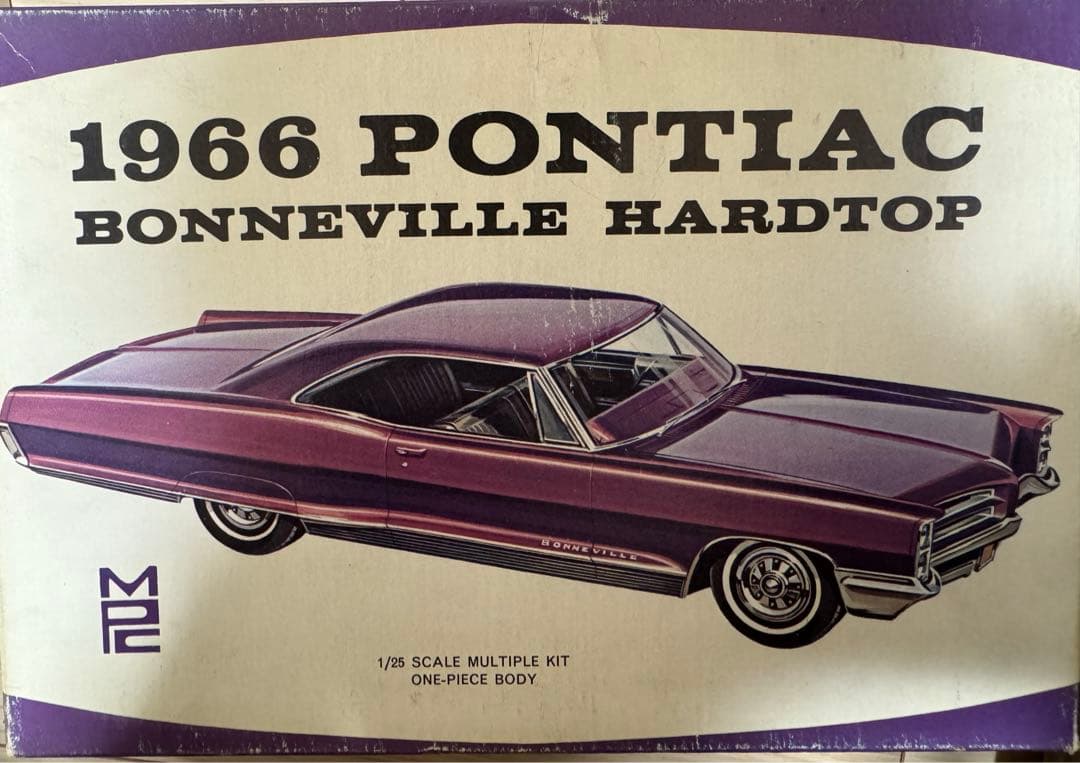 1966 PONTIAC
BONNEVILLE HARDTOP
BONNEVILLE
MPC
1/25 SCALE MULTIPLE KIT
ONE-PIECE BODY